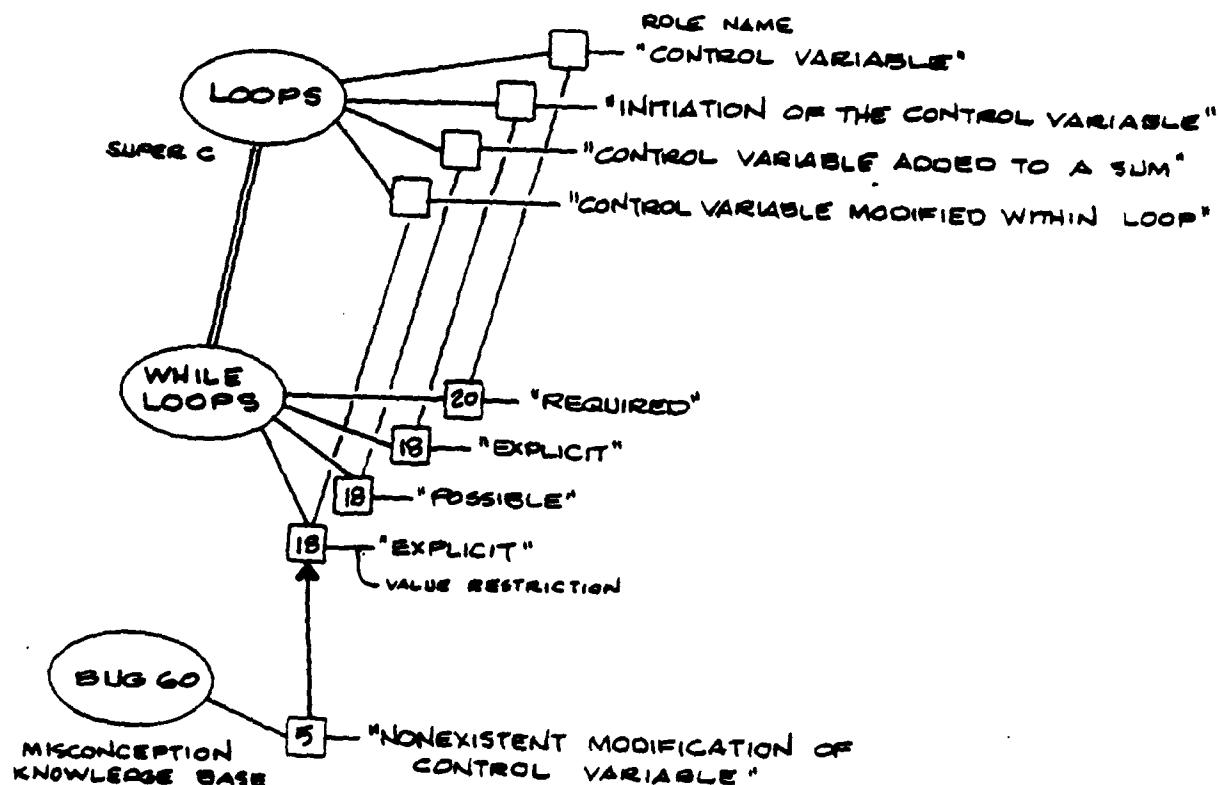 ROLE NAME
"CONTROL VARIABLE"
LOOPS
"INITIATION OF THE CONTROL VARIABLE"
SUPER C
"CONTROL VARIABLE ADDED TO A SUM"
"CONTROL VARIABLE MODIFIED WITHIN LOOP"
WHILE
LOOPS
20 "REQUIRED"
18 "EXPLICIT"
18 "POSSIBLE"
18 "EXPLICIT"
VALUE RESTRICTION
BUG 60
5 "NONEXISTENT MODIFICATION OF
CONTROL VARIABLE"
MISCONCEPTION
KNOWLEDGE BASE